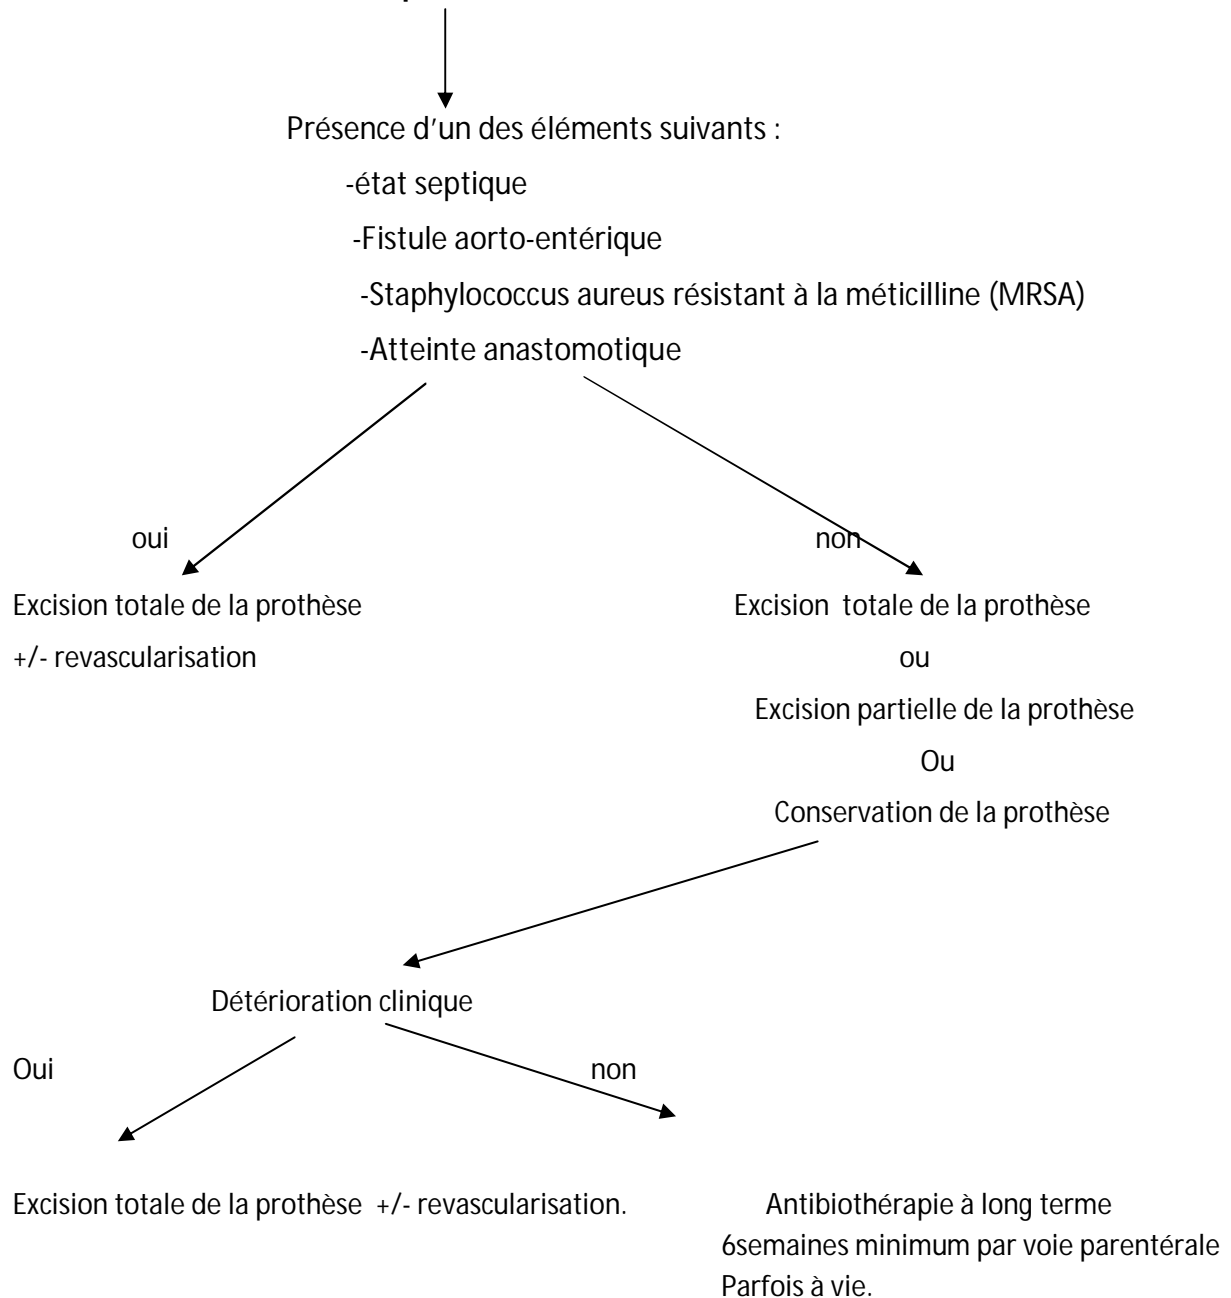 Présence d'un des éléments suivants :
-état septique
-Fistule aorto-entérique
-Staphylococcus aureus résistant à la méticilline (MRSA)
-Atteinte anastomotique
oui
non
Excision totale de la prothèse
+/- revascularisation
Excision totale de la prothèse
ou
Excision partielle de la prothèse
Ou
Conservation de la prothèse
Détérioration clinique
Oui
non
Excision totale de la prothèse +/- revascularisation.
Antibiothérapie à long terme
6semaines minimum par voie parentérale
Parfois à vie.